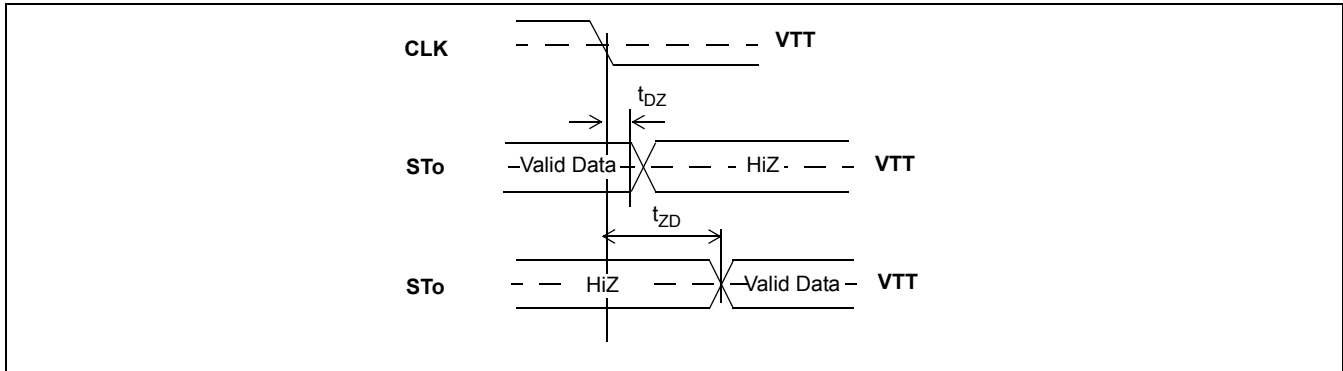 CLK VTT
tDZ
STo Valid Data HiZ VTT
tZD
STo HiZ Valid Data VTT